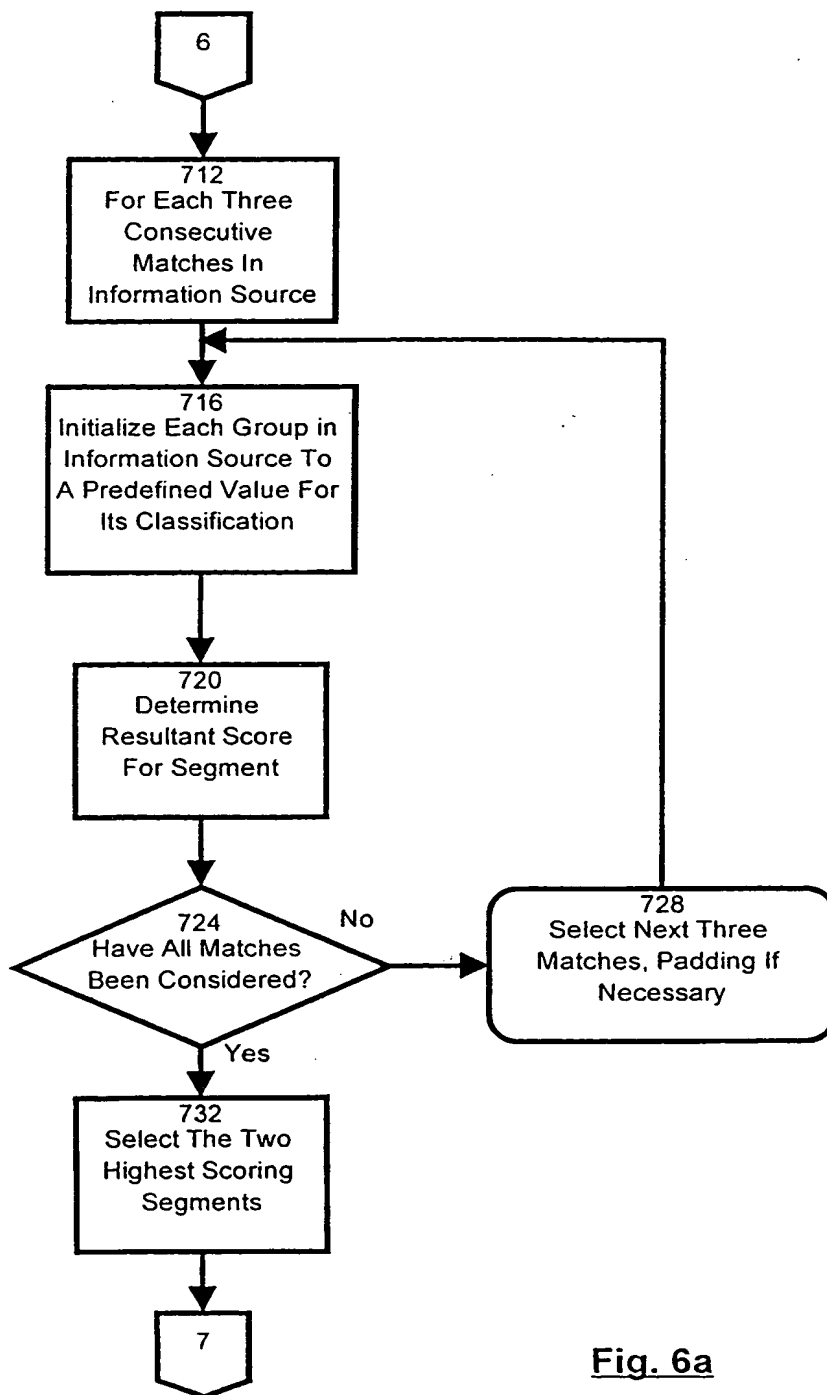 6
712
For Each Three
Consecutive
Matches In
Information Source
716
Initialize Each Group in
Information Source To
A Predefined Value For
Its Classification
720
Determine
Resultant Score
For Segment
724
Have All Matches
Been Considered?
No
728
Select Next Three
Matches, Padding If
Necessary
Yes
732
Select The Two
Highest Scoring
Segments
7
Fig. 6a